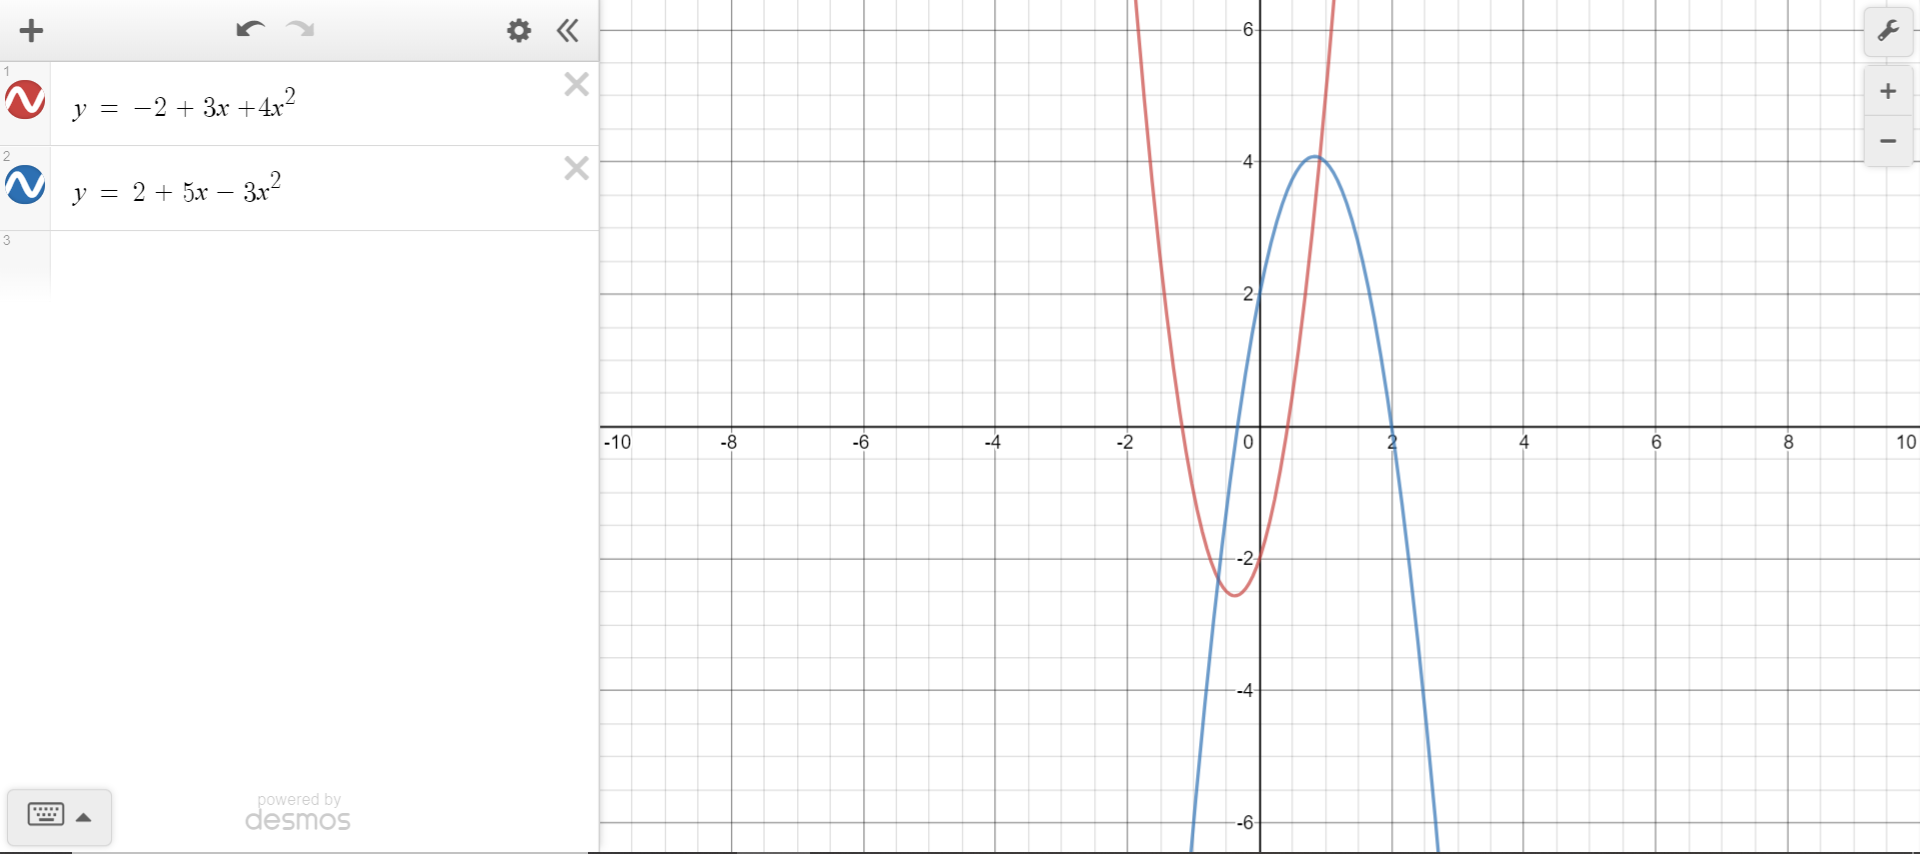 1
y = −2 + 3x +4x²
2
y = 2 + 5x − 3x²
3
powered by
desmos
6
4
2
-10 -8 -6 -4 -2 0 2 4 6 8 10
-2
-4
-6